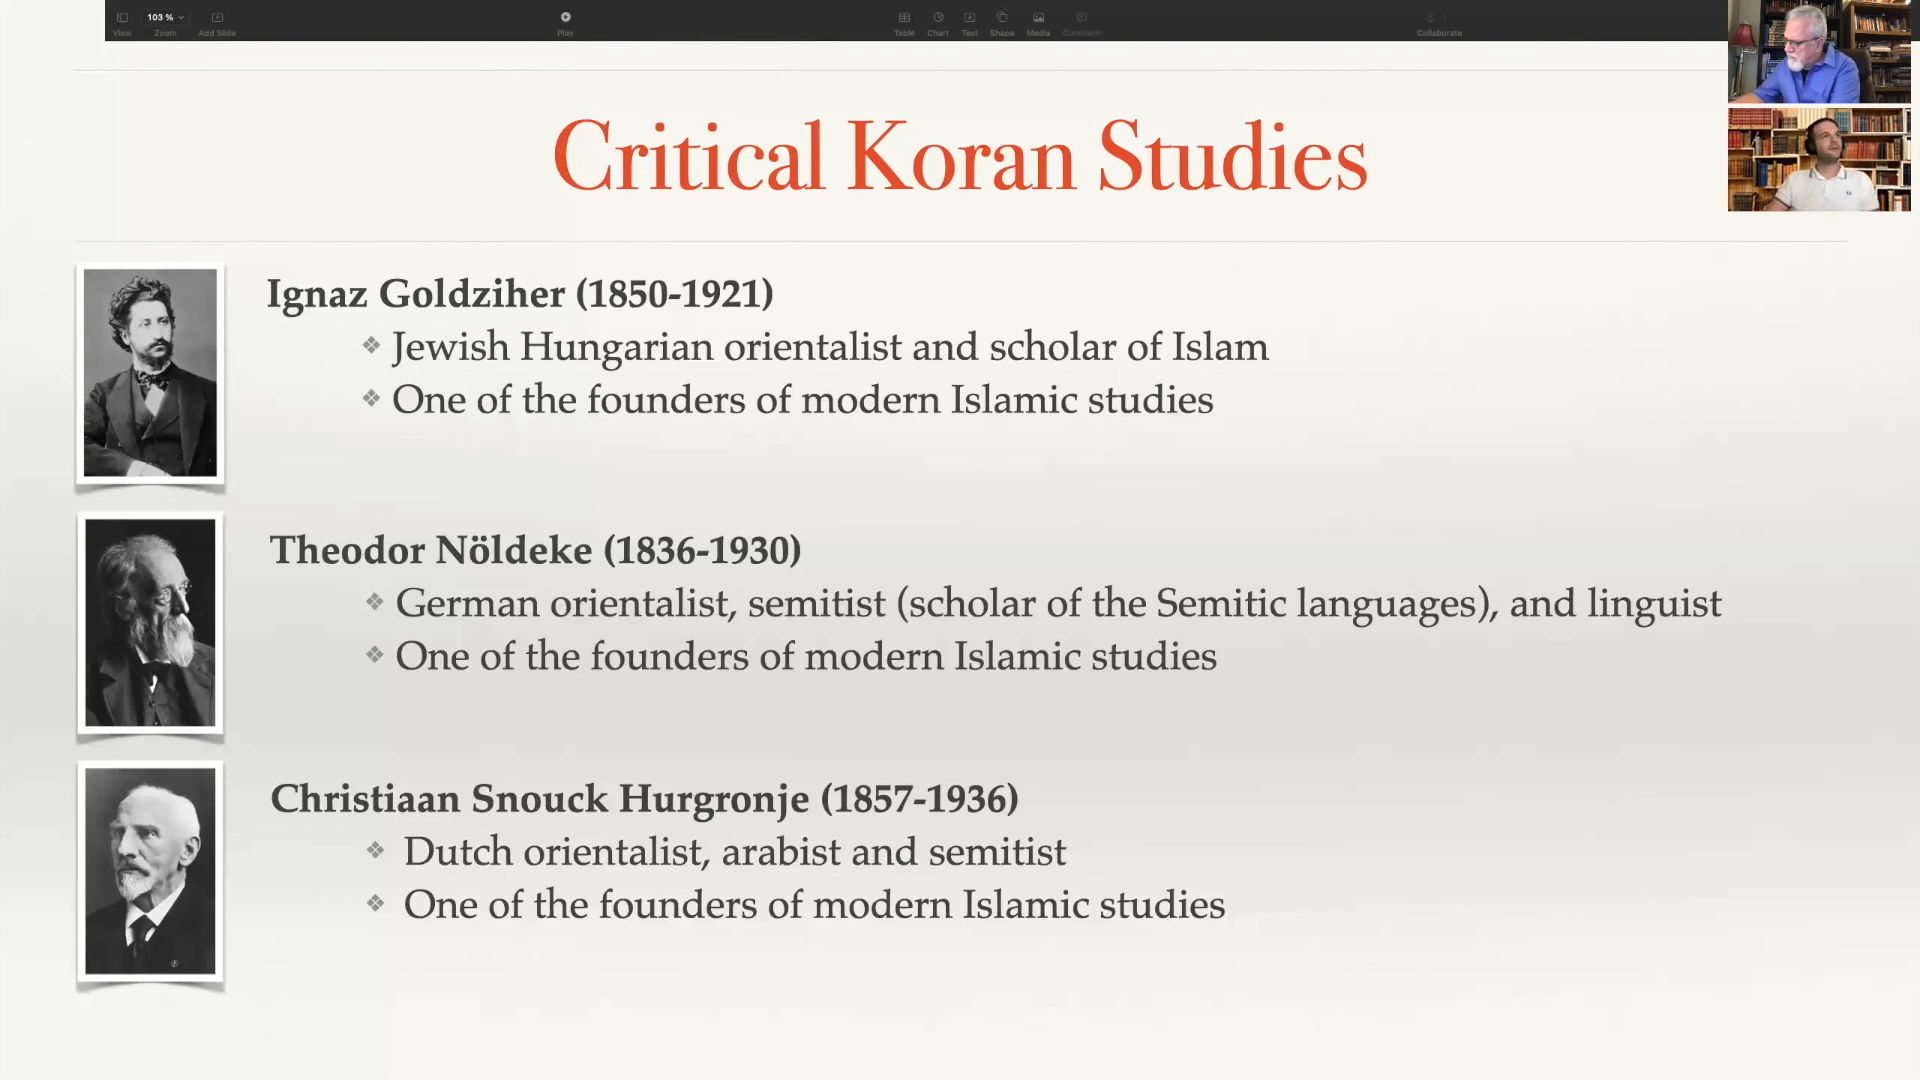 103 %
View
Zoom
Add Slide
Play
Table
Chart
Text
Shape
Media
Comment
Collaborate
Critical Koran Studies
Ignaz Goldziher (1850-1921)
❖ Jewish Hungarian orientalist and scholar of Islam
❖ One of the founders of modern Islamic studies
Theodor Nöldeke (1836-1930)
❖ German orientalist, semitist (scholar of the Semitic languages), and linguist
❖ One of the founders of modern Islamic studies
Christiaan Snouck Hurgronje (1857-1936)
❖ Dutch orientalist, arabist and semitist
❖ One of the founders of modern Islamic studies